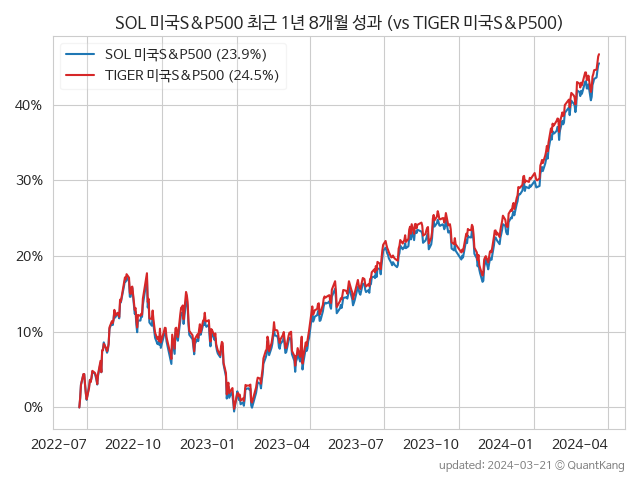 SOL 미국S&P500 최근 1년 8개월 성과 (vs TIGER 미국S&P500)
SOL 미국S&P500 (23.9%)
TIGER 미국S&P500 (24.5%)
40%
30%
20%
10%
0%
2022-07 2022-10 2023-01 2023-04 2023-07 2023-10 2024-01 2024-04
updated: 2024-03-21 © QuantKang